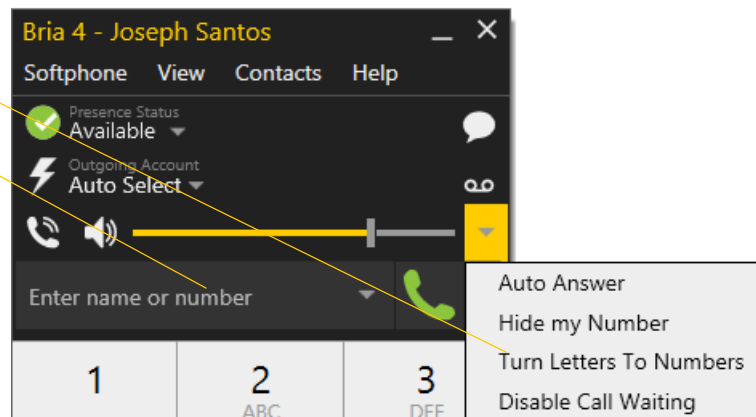 Bria 4 - Joseph Santos
Softphone View Contacts Help
Presence Status
Available
Outgoing Account
Auto Select
Enter name or number
Auto Answer
Hide my Number
Turn Letters To Numbers
Disable Call Waiting
1 2 3
ABC DEF